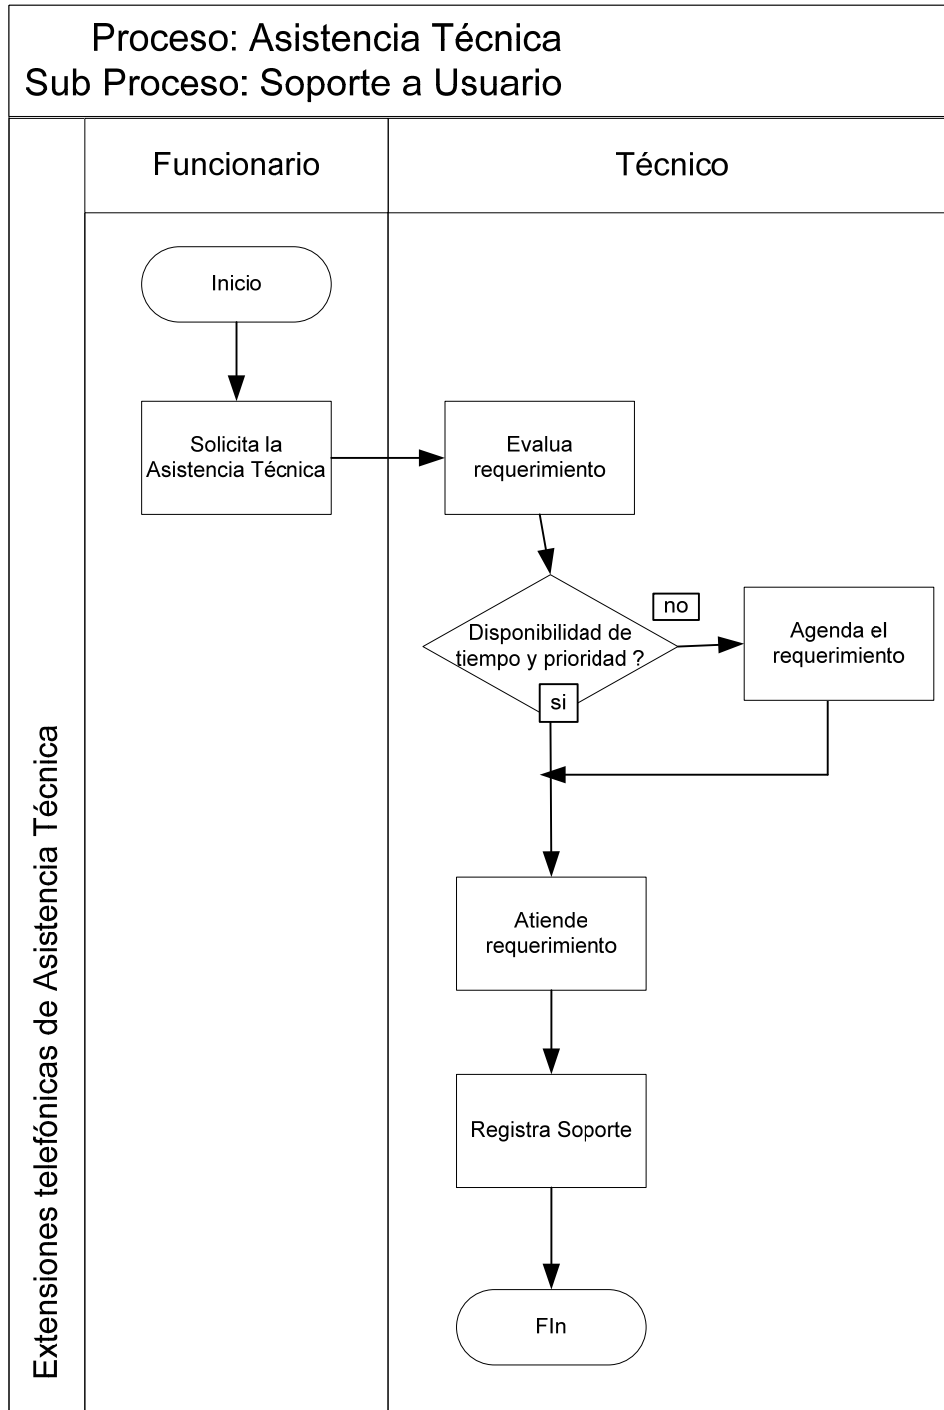 Proceso: Asistencia Técnica
Sub Proceso: Soporte a Usuario
Funcionario
Técnico
Extensiones telefónicas de Asistencia Técnica
Inicio
Solicita la
Asistencia Técnica
Evalua
requerimiento
Disponibilidad de
tiempo y prioridad ?
no
Agenda el
requerimiento
si
Atiende
requerimiento
Registra Soporte
FIn